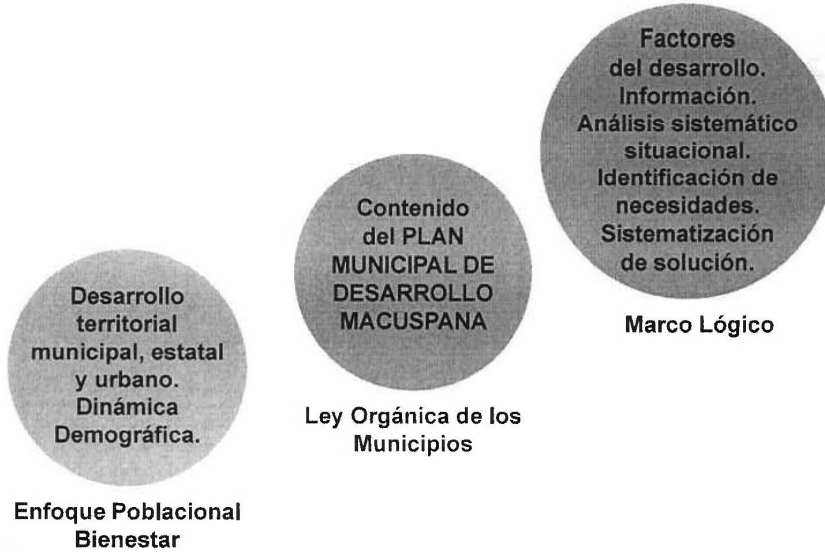 Desarrollo
territorial
municipal, estatal
y urbano.
Dinámica
Demográfica.
Enfoque Poblacional
Bienestar
Contenido
del PLAN
MUNICIPAL DE
DESARROLLO
MACUSPANA
Ley Orgánica de los
Municipios
Factores
del desarrollo.
Información.
Análisis sistemático
situacional.
Identificación de
necesidades.
Sistematización
de solución.
Marco Lógico